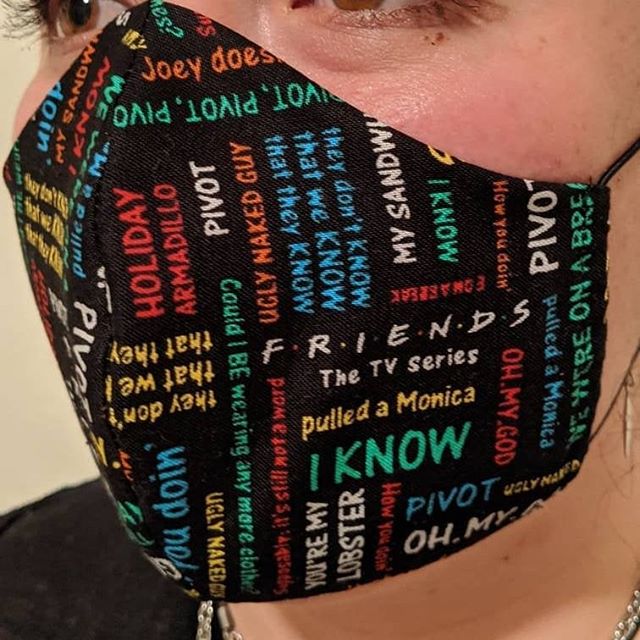 Joey does
PIVOT, PIVOT, PIVO
MY SANDW
I KNOW
HOLIDAY
ARMADILLO
PIVOT
UGLY NAKED GUY
they don't KNOW
that we KNOW
that they KNOW
MY SANDWI
I KNOW
How you doin'
PIVOT
WE WERE ON A BRE
F·R·I·E·N·D·S
The TV series
pulled a Monica
I KNOW
OH.MY.GOD
pulled a Monica
that they
that we
they don't
Could I BE wearing any more clothes
it's still not a word
you doin'
UGLY NAKED
YOU'RE MY
LOBSTER
How you doin'
PIVOT
UGLY NAKED
OH.MY.